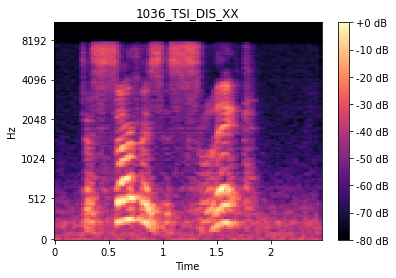 1036_TSI_DIS_XX
+0 dB
8192
-10 dB
4096
-20 dB
-30 dB
2048
Hz
-40 dB
1024
-50 dB
512
-60 dB
-70 dB
0
-80 dB
0 0.5 1 1.5 2
Time